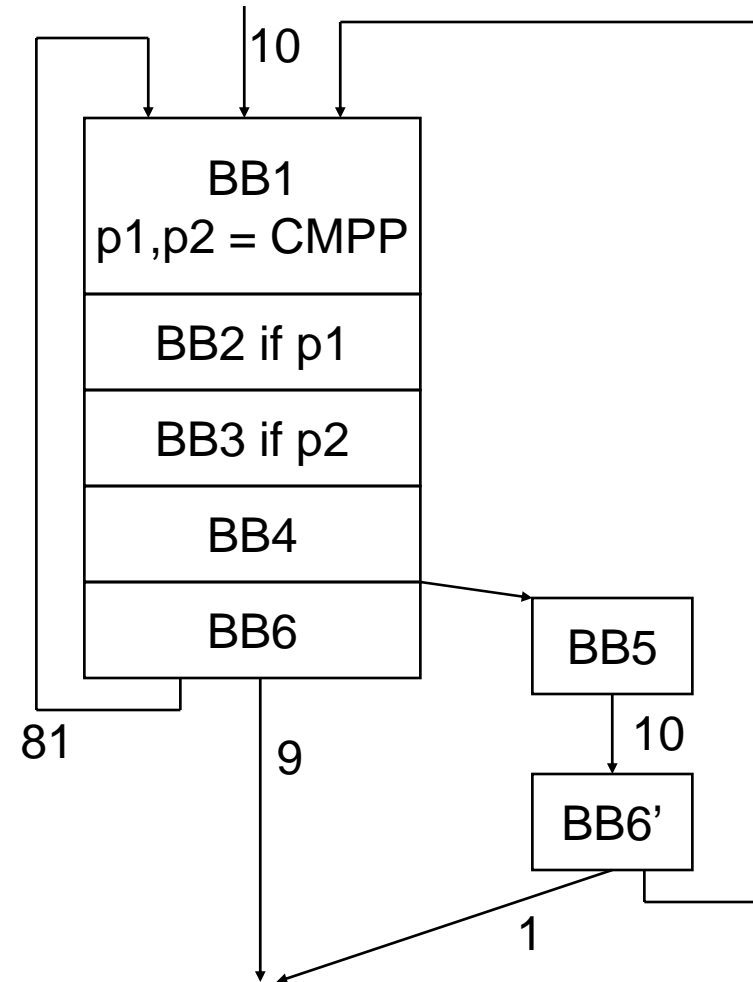 10
BB1
p1,p2 = CMPP
BB2 if p1
BB3 if p2
BB4
BB6
BB5
81
9
10
BB6’
1